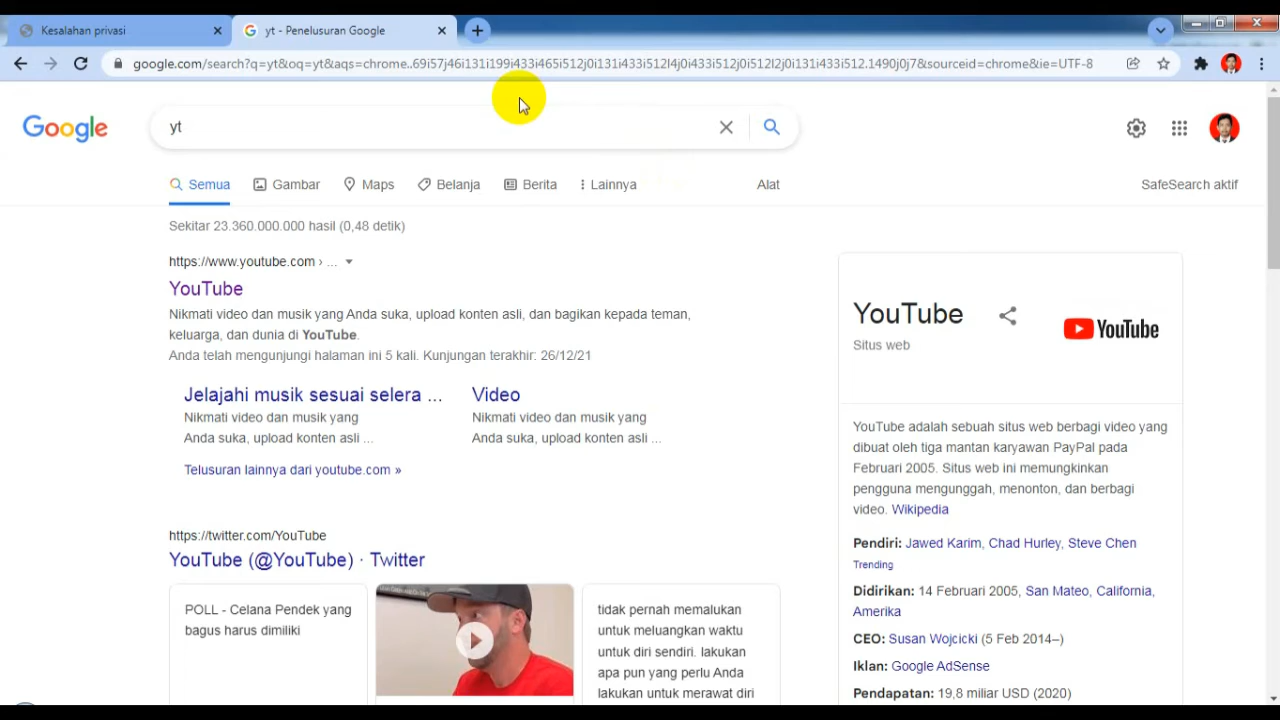 Kesalahan privasi
yt - Penelusuran Google
google.com/search?q=yt&oq=yt&aqs=chrome..69i57j46i131i199i433i465i512j0i131i433i512l4j0i433i512j0i512l2j0i131i433i512.1490j0j7&sourceid=chrome&ie=UTF-8
Google
yt
Semua
Gambar
Maps
Belanja
Berita
Lainnya
Alat
SafeSearch aktif
Sekitar 23.360.000.000 hasil (0,48 detik)
https://www.youtube.com › ...
YouTube
Nikmati video dan musik yang Anda suka, upload konten asli, dan bagikan kepada teman,
keluarga, dan dunia di YouTube.
Anda telah mengunjungi halaman ini 5 kali. Kunjungan terakhir: 26/12/21
Jelajahi musik sesuai selera ...
Nikmati video dan musik yang
Anda suka, upload konten asli ...
Video
Nikmati video dan musik yang
Anda suka, upload konten asli ...
Telusuran lainnya dari youtube.com »
https://twitter.com/YouTube
YouTube (@YouTube) · Twitter
POLL - Celana Pendek yang
bagus harus dimiliki
tidak pernah memalukan
untuk meluangkan waktu
untuk diri sendiri. lakukan
apa pun yang perlu Anda
lakukan untuk merawat diri
YouTube
Situs web
YouTube
YouTube adalah sebuah situs web berbagi video yang
dibuat oleh tiga mantan karyawan PayPal pada
Februari 2005. Situs web ini memungkinkan
pengguna mengunggah, menonton, dan berbagi
video. Wikipedia
Pendiri: Jawed Karim, Chad Hurley, Steve Chen
Trending
Didirikan: 14 Februari 2005, San Mateo, California,
Amerika
CEO: Susan Wojcicki (5 Feb 2014–)
Iklan: Google AdSense
Pendapatan: 19,8 miliar USD (2020)